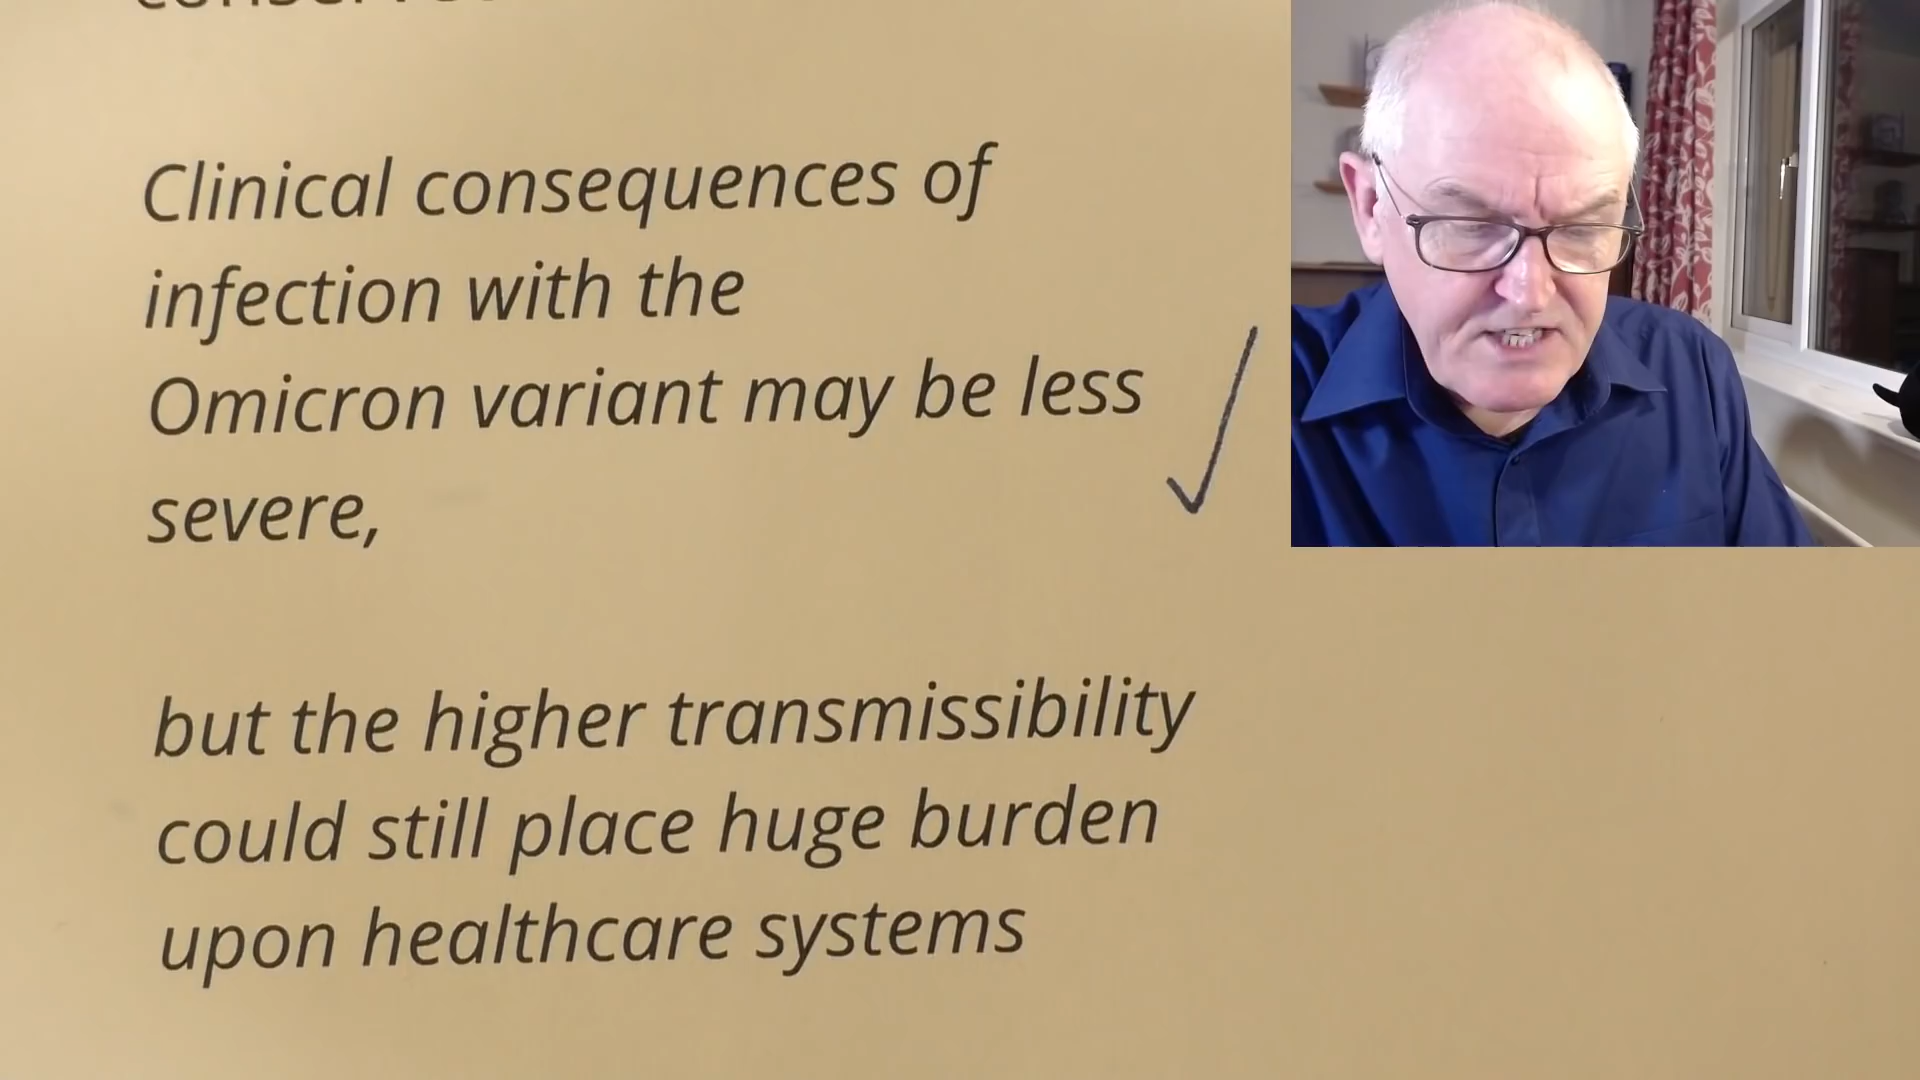 Clinical consequences of
infection with the
Omicron variant may be less
severe,
but the higher transmissibility
could still place huge burden
upon healthcare systems